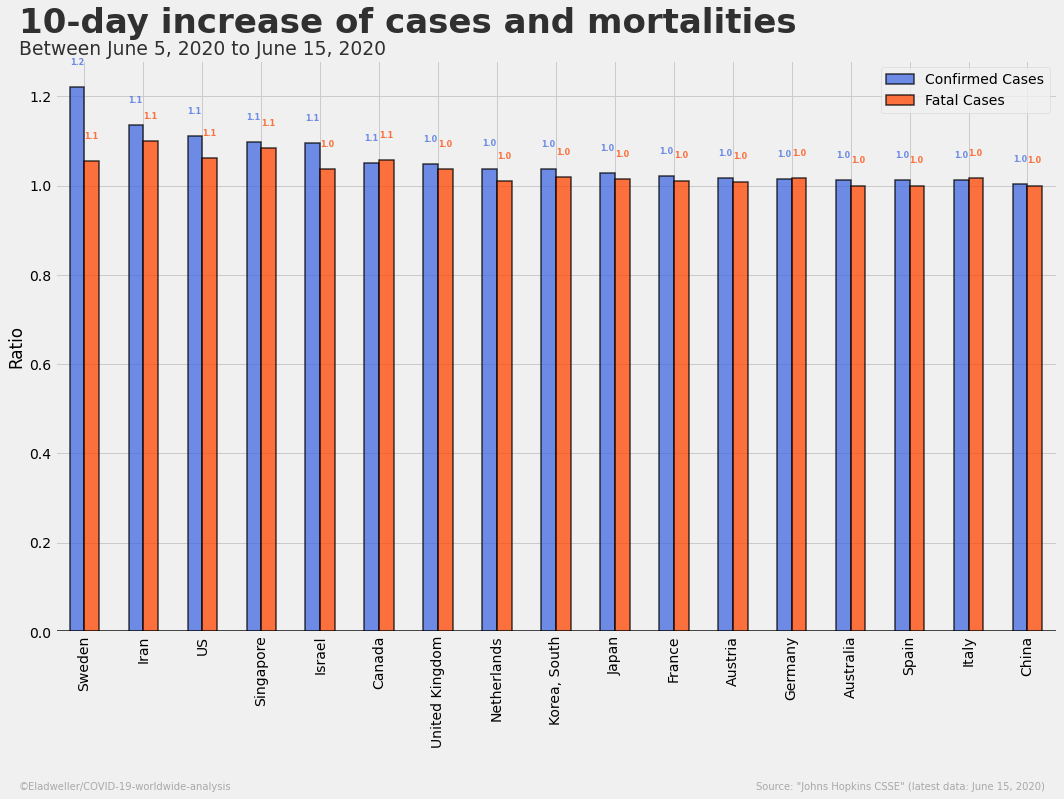 10-day increase of cases and mortalities
Between June 5, 2020 to June 15, 2020
Confirmed Cases
Fatal Cases
Ratio
1.2
1.0
0.8
0.6
0.4
0.2
0.0
1.2 1.1
1.1 1.1
1.1 1.1
1.1 1.1
1.1 1.0
1.1 1.1
1.0 1.0
1.0 1.0
1.0 1.0
1.0 1.0
1.0 1.0
1.0 1.0
1.0 1.0
1.0 1.0
1.0 1.0
1.0 1.0
1.0 1.0
Sweden
Iran
US
Singapore
Israel
Canada
United Kingdom
Netherlands
Korea, South
Japan
France
Austria
Germany
Australia
Spain
Italy
China
©Eladweller/COVID-19-worldwide-analysis
Source: "Johns Hopkins CSSE" (latest data: June 15, 2020)